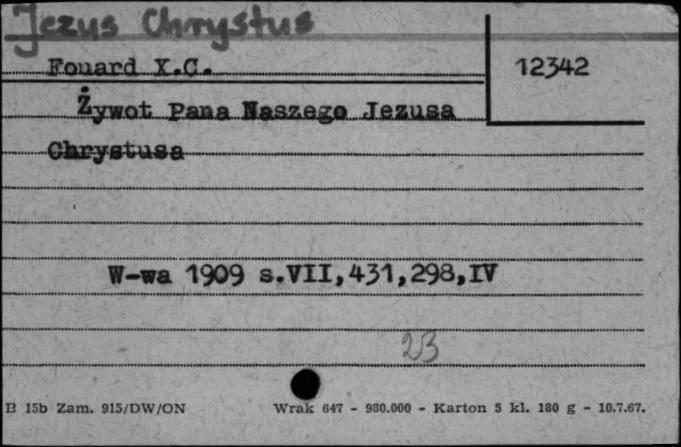 Jezus Chrystus
Fouard X.C.
12342
Żywot Pana Naszego Jezusa
Chrystusa
W-wa 1909 s.VII,431,298,IV
23
B 15b Zam. 915/DW/ON
Wrak 647 - 980.000 - Karton 5 kl. 180 g - 10.7.67.